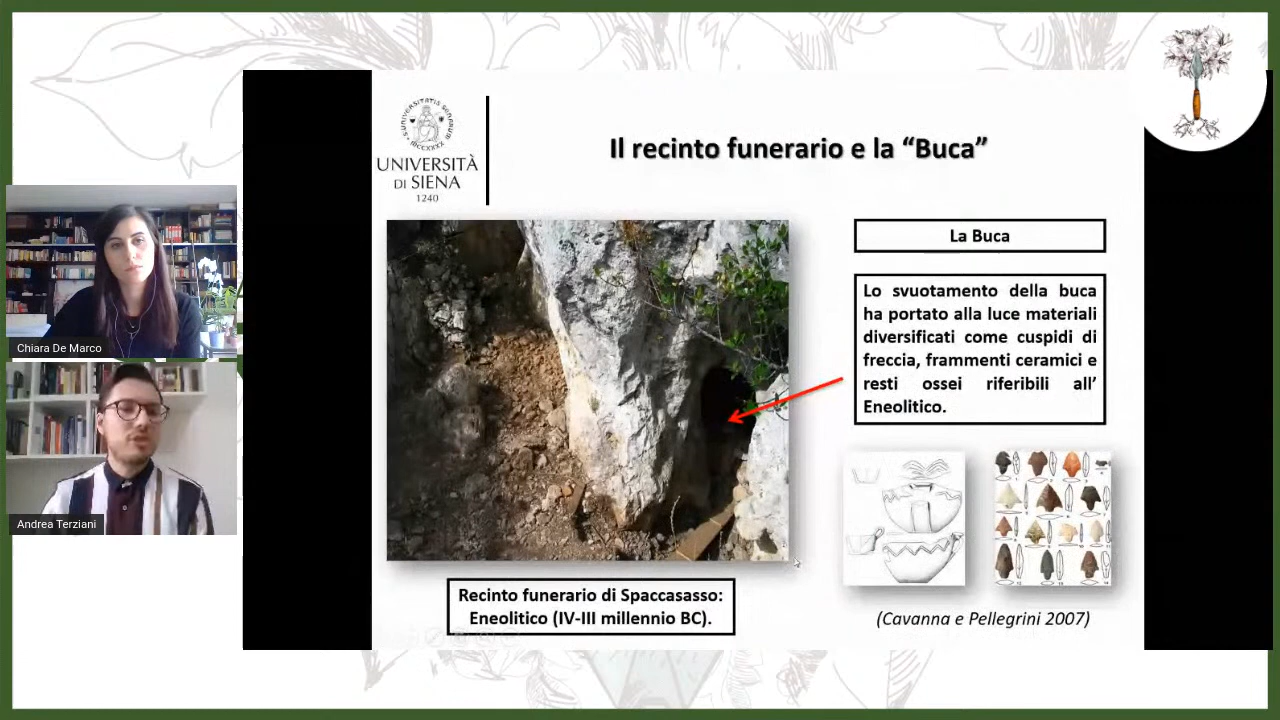 UNIVERSITÀ
DI SIENA
1240
Il recinto funerario e la “Buca”
La Buca
Lo svuotamento della buca
ha portato alla luce materiali
diversificati come cuspidi di
freccia, frammenti ceramici e
resti ossei riferibili all’
Eneolitico.
Chiara De Marco
Andrea Terziani
Recinto funerario di Spaccasasso:
Eneolitico (IV-III millennio BC).
(Cavanna e Pellegrini 2007)